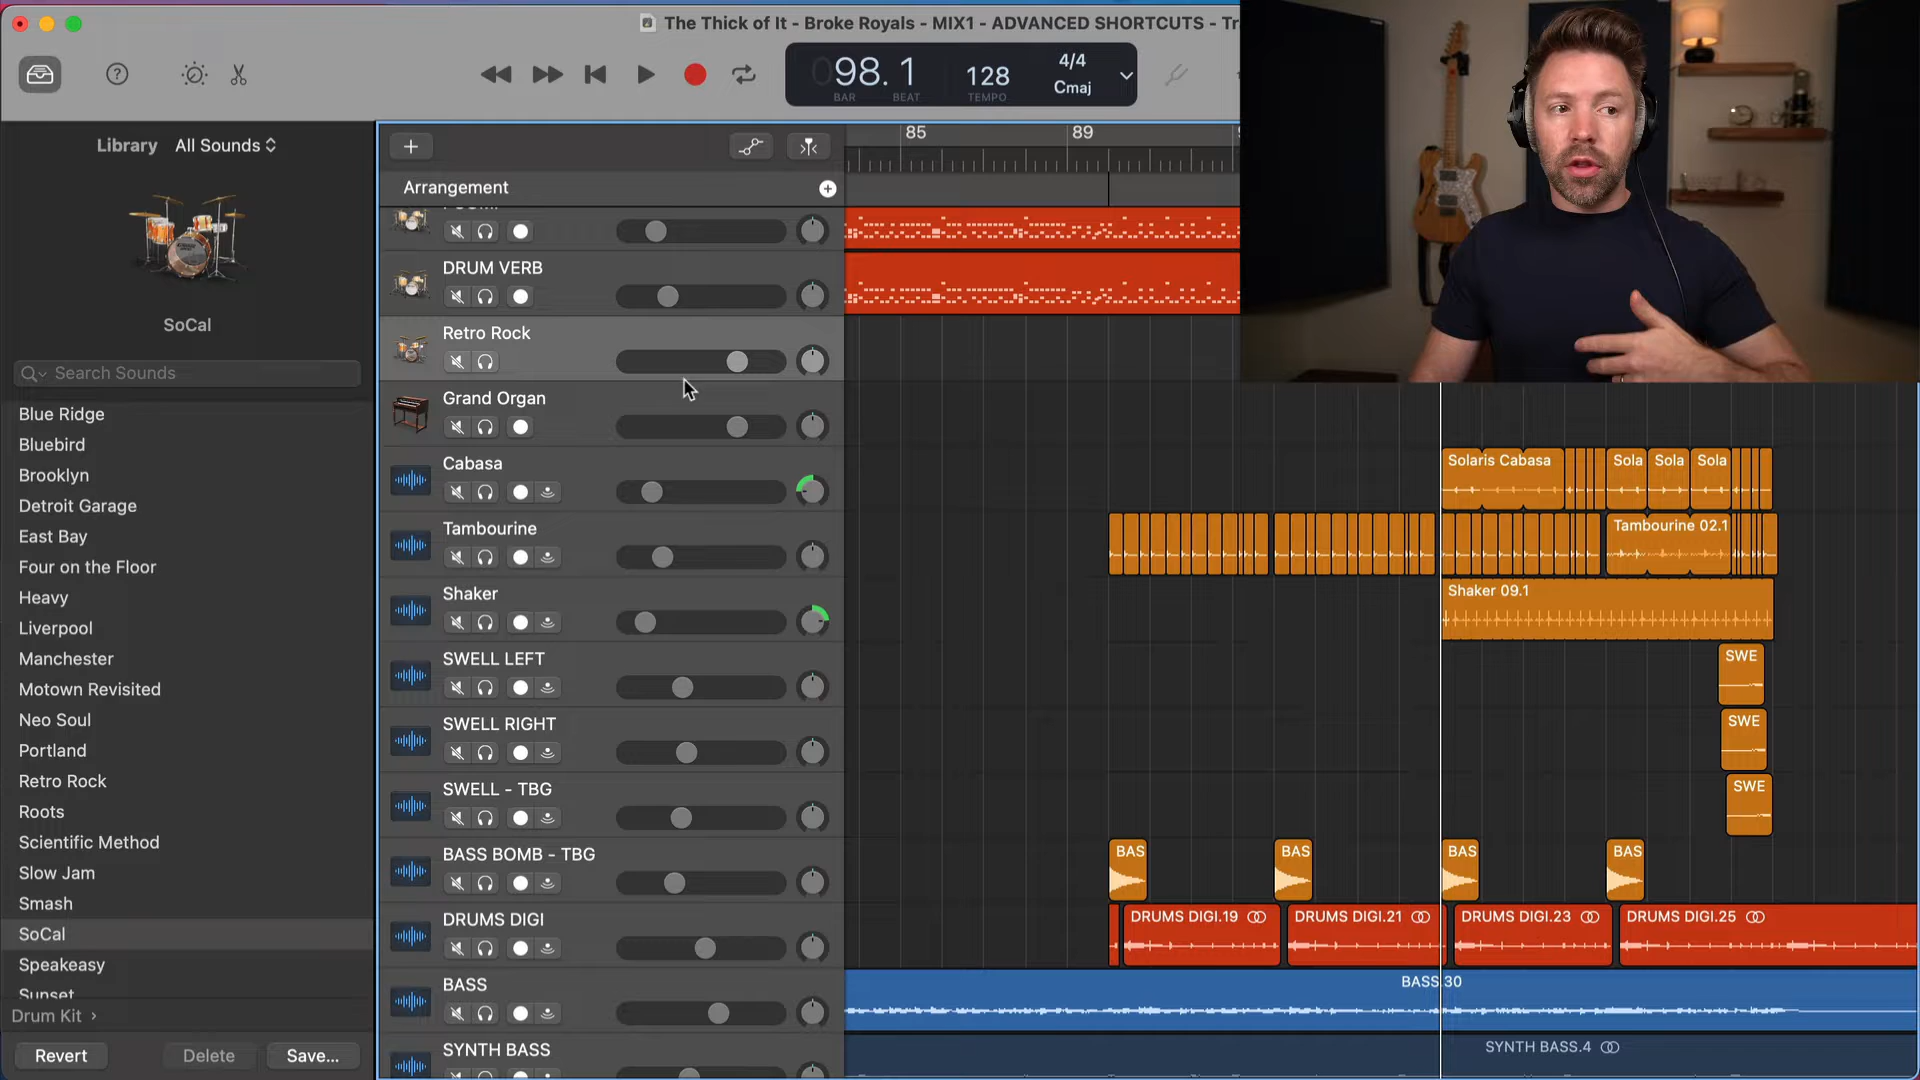 The Thick of It - Broke Royals - MIX1 - ADVANCED SHORTCUTS - Tr
098. 1
BAR BEAT
128
TEMPO
4/4
Cmaj
Library All Sounds
SoCal
Search Sounds
Blue Ridge
Bluebird
Brooklyn
Detroit Garage
East Bay
Four on the Floor
Heavy
Liverpool
Manchester
Motown Revisited
Neo Soul
Portland
Retro Rock
Roots
Scientific Method
Slow Jam
Smash
SoCal
Speakeasy
Sunset
Drum Kit
Revert Delete Save...
85 89
Arrangement
DRUM VERB
Retro Rock
Grand Organ
Cabasa
Tambourine
Shaker
SWELL LEFT
SWELL RIGHT
SWELL - TBG
BASS BOMB - TBG
DRUMS DIGI
BASS
SYNTH BASS
Solaris Cabasa Sola Sola Sola
Tambourine 02.1
Shaker 09.1
SWE
SWE
SWE
BAS BAS BAS BAS
DRUMS DIGI.19 DRUMS DIGI.21 DRUMS DIGI.23 DRUMS DIGI.25
BASS.30
SYNTH BASS.4